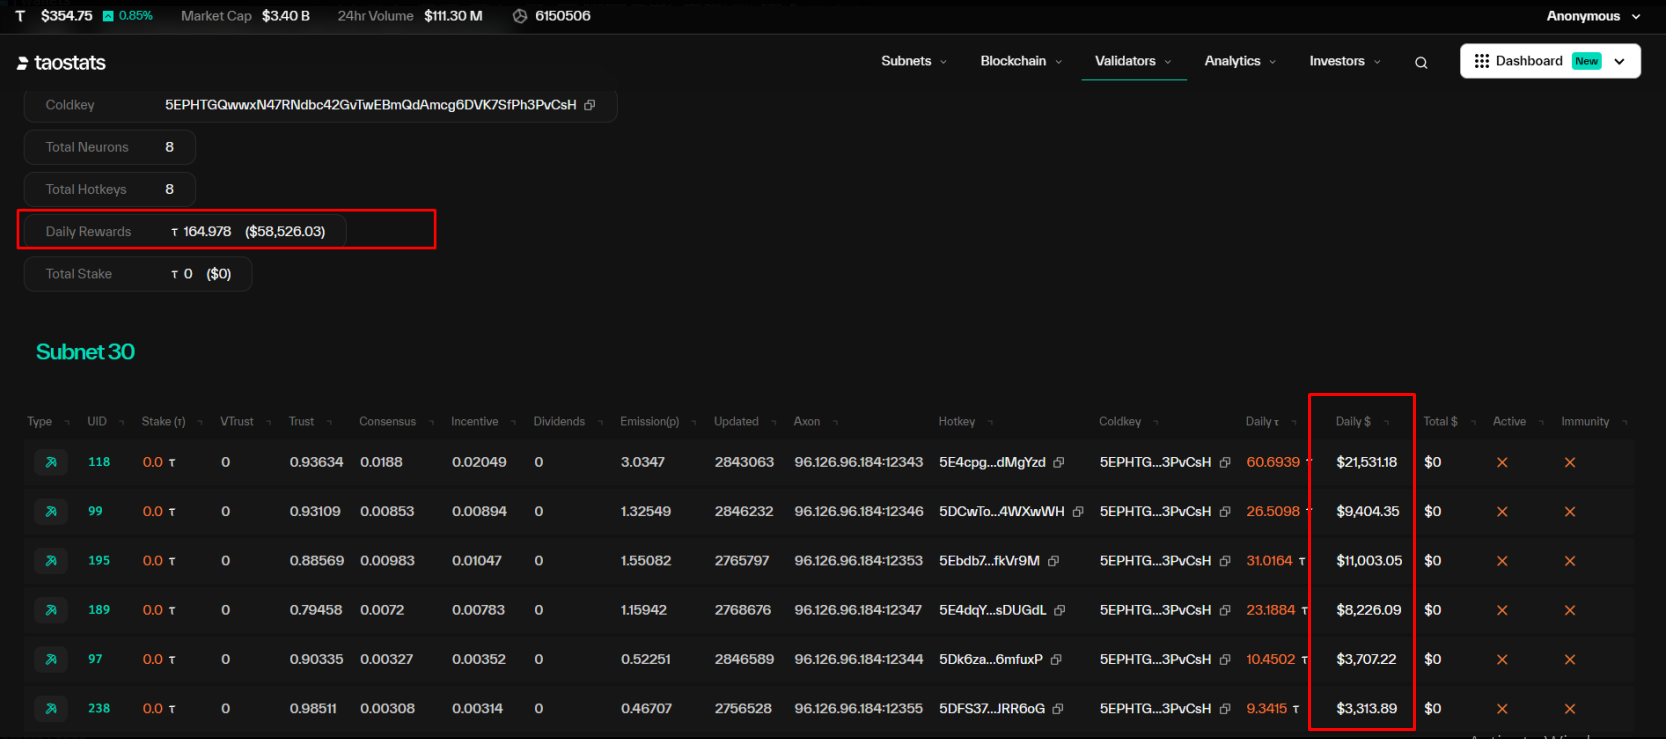 T $354.75 0.85% Market Cap $3.40 B 24hr Volume $111.30 M 6150506 Anonymous
taostats Subnets Blockchain Validators Analytics Investors Dashboard New
Coldkey 5EPHTGQwwxN47RNdbc42GvTwEBmQdAmcg6DVK7SfPh3PvCsH
Total Neurons 8
Total Hotkeys 8
Daily Rewards τ 164.978 ($58,526.03)
Total Stake τ 0 ($0)
Subnet 30
Type UID Stake (τ) VTrust Trust Consensus Incentive Dividends Emission(p) Updated Axon Hotkey Coldkey Daily τ Daily $ Total $ Active Immunity
118 0.0 τ 0 0.93634 0.0188 0.02049 0 3.0347 2843063 96.126.96.184:12343 5E4cpg...dMgYzd 5EPHTG...3PvCsH 60.6939 τ $21,531.18 $0
99 0.0 τ 0 0.93109 0.00853 0.00894 0 1.32549 2846232 96.126.96.184:12346 5DCwTo...4WXwWH 5EPHTG...3PvCsH 26.5098 τ $9,404.35 $0
195 0.0 τ 0 0.88569 0.00983 0.01047 0 1.55082 2765797 96.126.96.184:12353 5Ebdb7...fkVr9M 5EPHTG...3PvCsH 31.0164 τ $11,003.05 $0
189 0.0 τ 0 0.79458 0.0072 0.00783 0 1.15942 2768676 96.126.96.184:12347 5E4dqY...sDUGdL 5EPHTG...3PvCsH 23.1884 τ $8,226.09 $0
97 0.0 τ 0 0.90335 0.00327 0.00352 0 0.52251 2846589 96.126.96.184:12344 5Dk6za...6mfuxP 5EPHTG...3PvCsH 10.4502 τ $3,707.22 $0
238 0.0 τ 0 0.98511 0.00308 0.00314 0 0.46707 2756528 96.126.96.184:12355 5DFS37...JRR6oG 5EPHTG...3PvCsH 9.3415 τ $3,313.89 $0